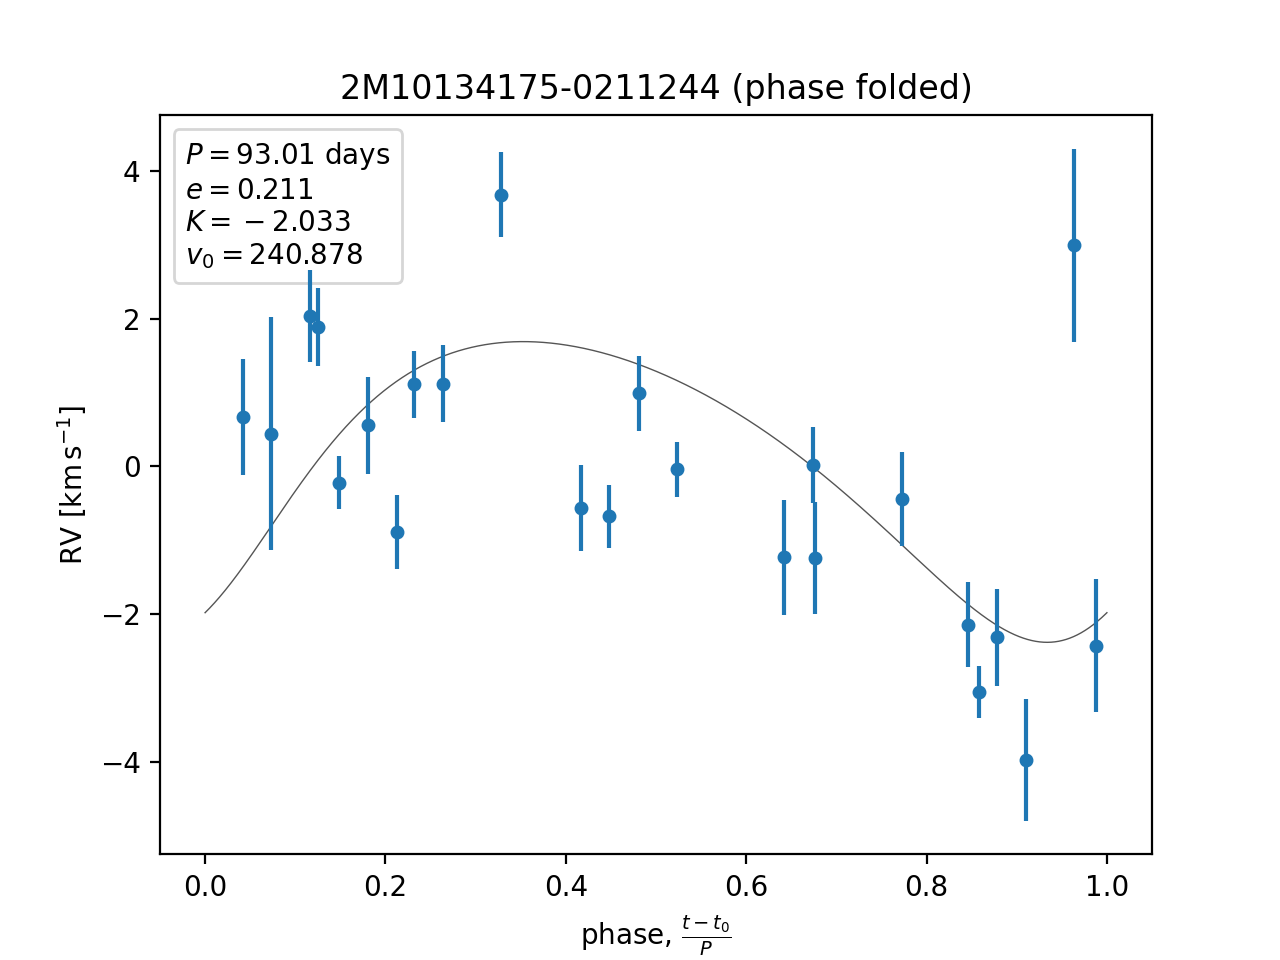 2M10134175-0211244 (phase folded)
P = 93.01 days
e = 0.211
K = − 2.033
v₀ = 240.878
4
2
0
−2
−4
RV [km s⁻¹]
0.0 0.2 0.4 0.6 0.8 1.0
phase, (t − t₀)/P